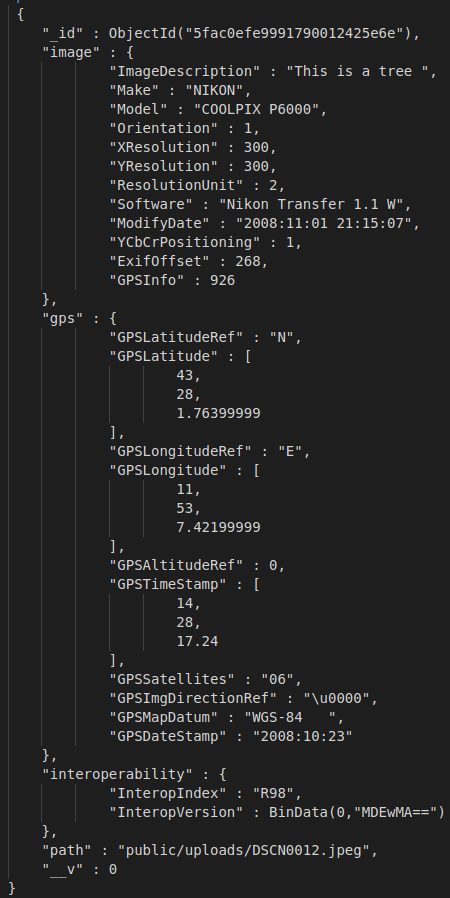 {
"_id" : ObjectId("5fac0efe9991790012425e6e"),
"image" : {
"ImageDescription" : "This is a tree ",
"Make" : "NIKON",
"Model" : "COOLPIX P6000",
"Orientation" : 1,
"XResolution" : 300,
"YResolution" : 300,
"ResolutionUnit" : 2,
"Software" : "Nikon Transfer 1.1 W",
"ModifyDate" : "2008:11:01 21:15:07",
"YCbCrPositioning" : 1,
"ExifOffset" : 268,
"GPSInfo" : 926
},
"gps" : {
"GPSLatitudeRef" : "N",
"GPSLatitude" : [
43,
28,
1.76399999
],
"GPSLongitudeRef" : "E",
"GPSLongitude" : [
11,
53,
7.42199999
],
"GPSAltitudeRef" : 0,
"GPSTimeStamp" : [
14,
28,
17.24
],
"GPSSatellites" : "06",
"GPSImgDirectionRef" : "\u0000",
"GPSMapDatum" : "WGS-84   ",
"GPSDateStamp" : "2008:10:23"
},
"interoperability" : {
"InteropIndex" : "R98",
"InteropVersion" : BinData(0,"MDEwMA==")
},
"path" : "public/uploads/DSCN0012.jpeg",
"__v" : 0
}